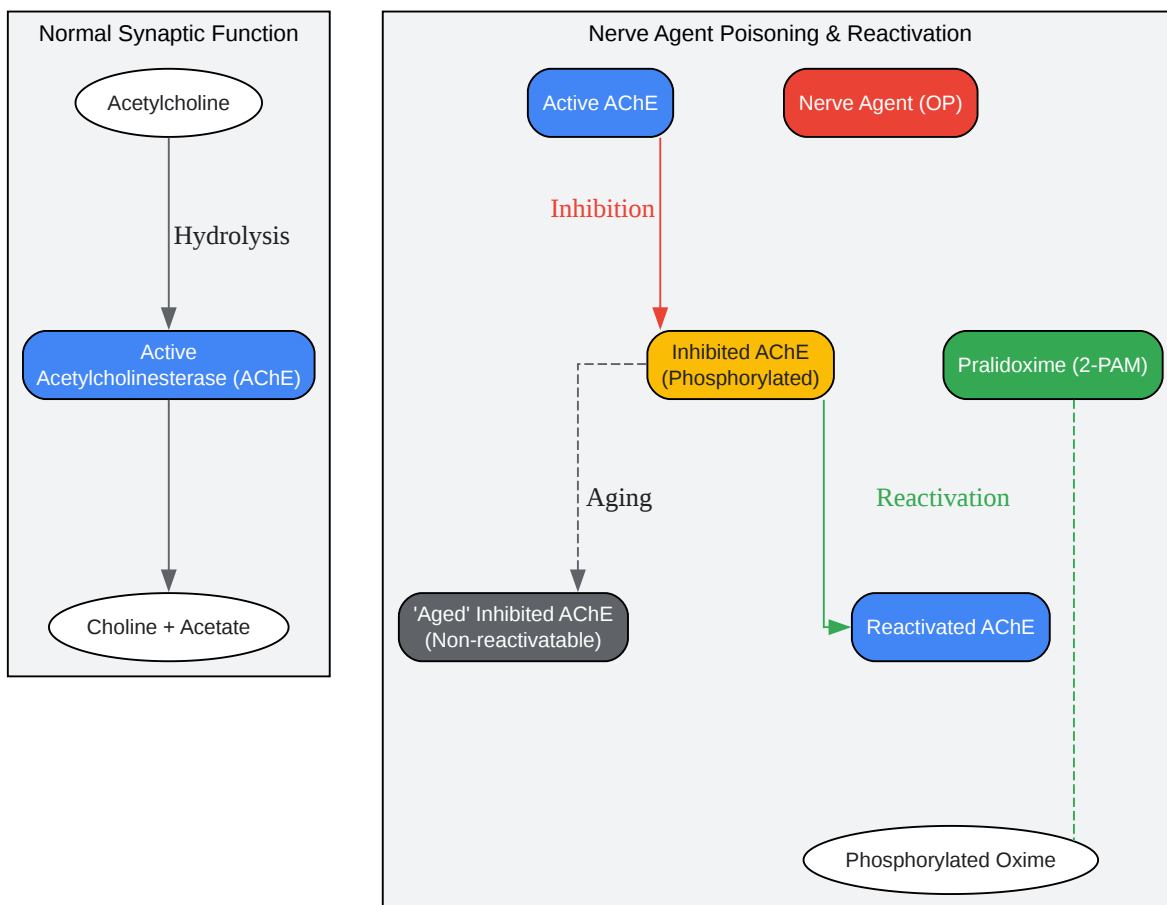 Normal Synaptic Function
Acetylcholine
Hydrolysis
Active
Acetylcholinesterase (AChE)
Choline + Acetate
Nerve Agent Poisoning & Reactivation
Active AChE
Nerve Agent (OP)
Inhibition
Inhibited AChE
(Phosphorylated)
Pralidoxime (2-PAM)
Aging
Reactivation
'Aged' Inhibited AChE
(Non-reactivatable)
Reactivated AChE
Phosphorylated Oxime